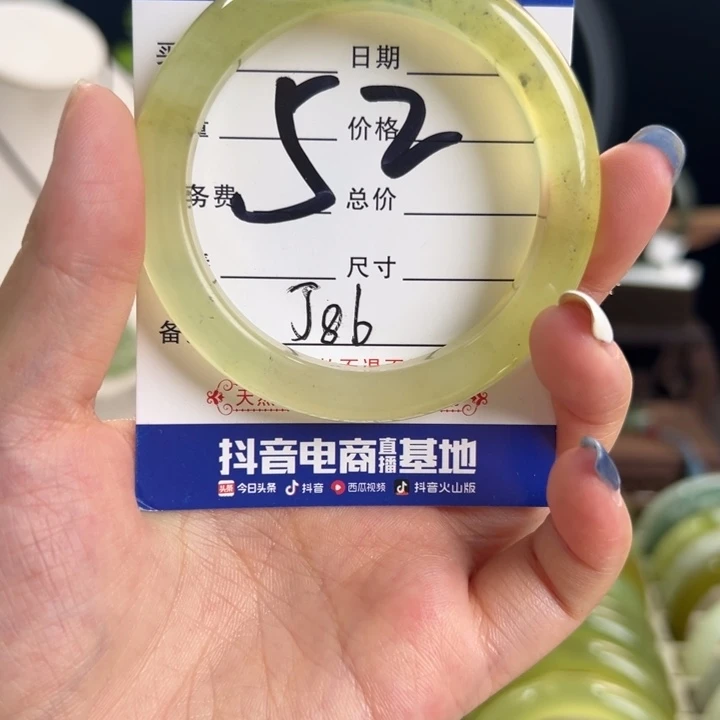 日期
52
价格
务费
总价
尺寸
J86
备
天然
抖音电商直播基地
头条 今日头条 抖音 西瓜视频 抖音火山版